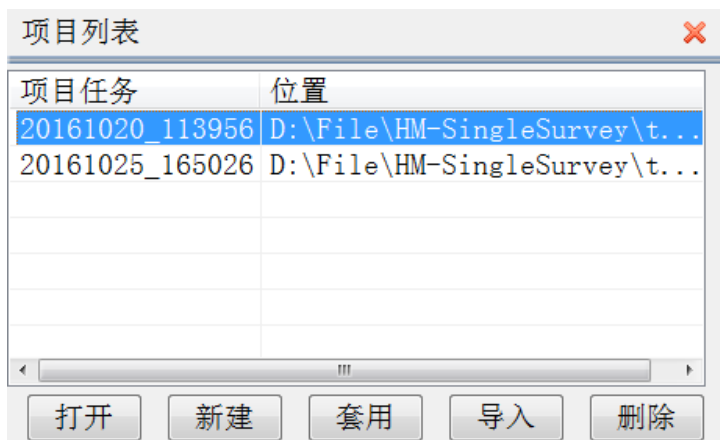 项目列表
项目任务 位置
20161020_113956 D:\File\HM-SingleSurvey\t...
20161025_165026 D:\File\HM-SingleSurvey\t...
打开 新建 套用 导入 删除